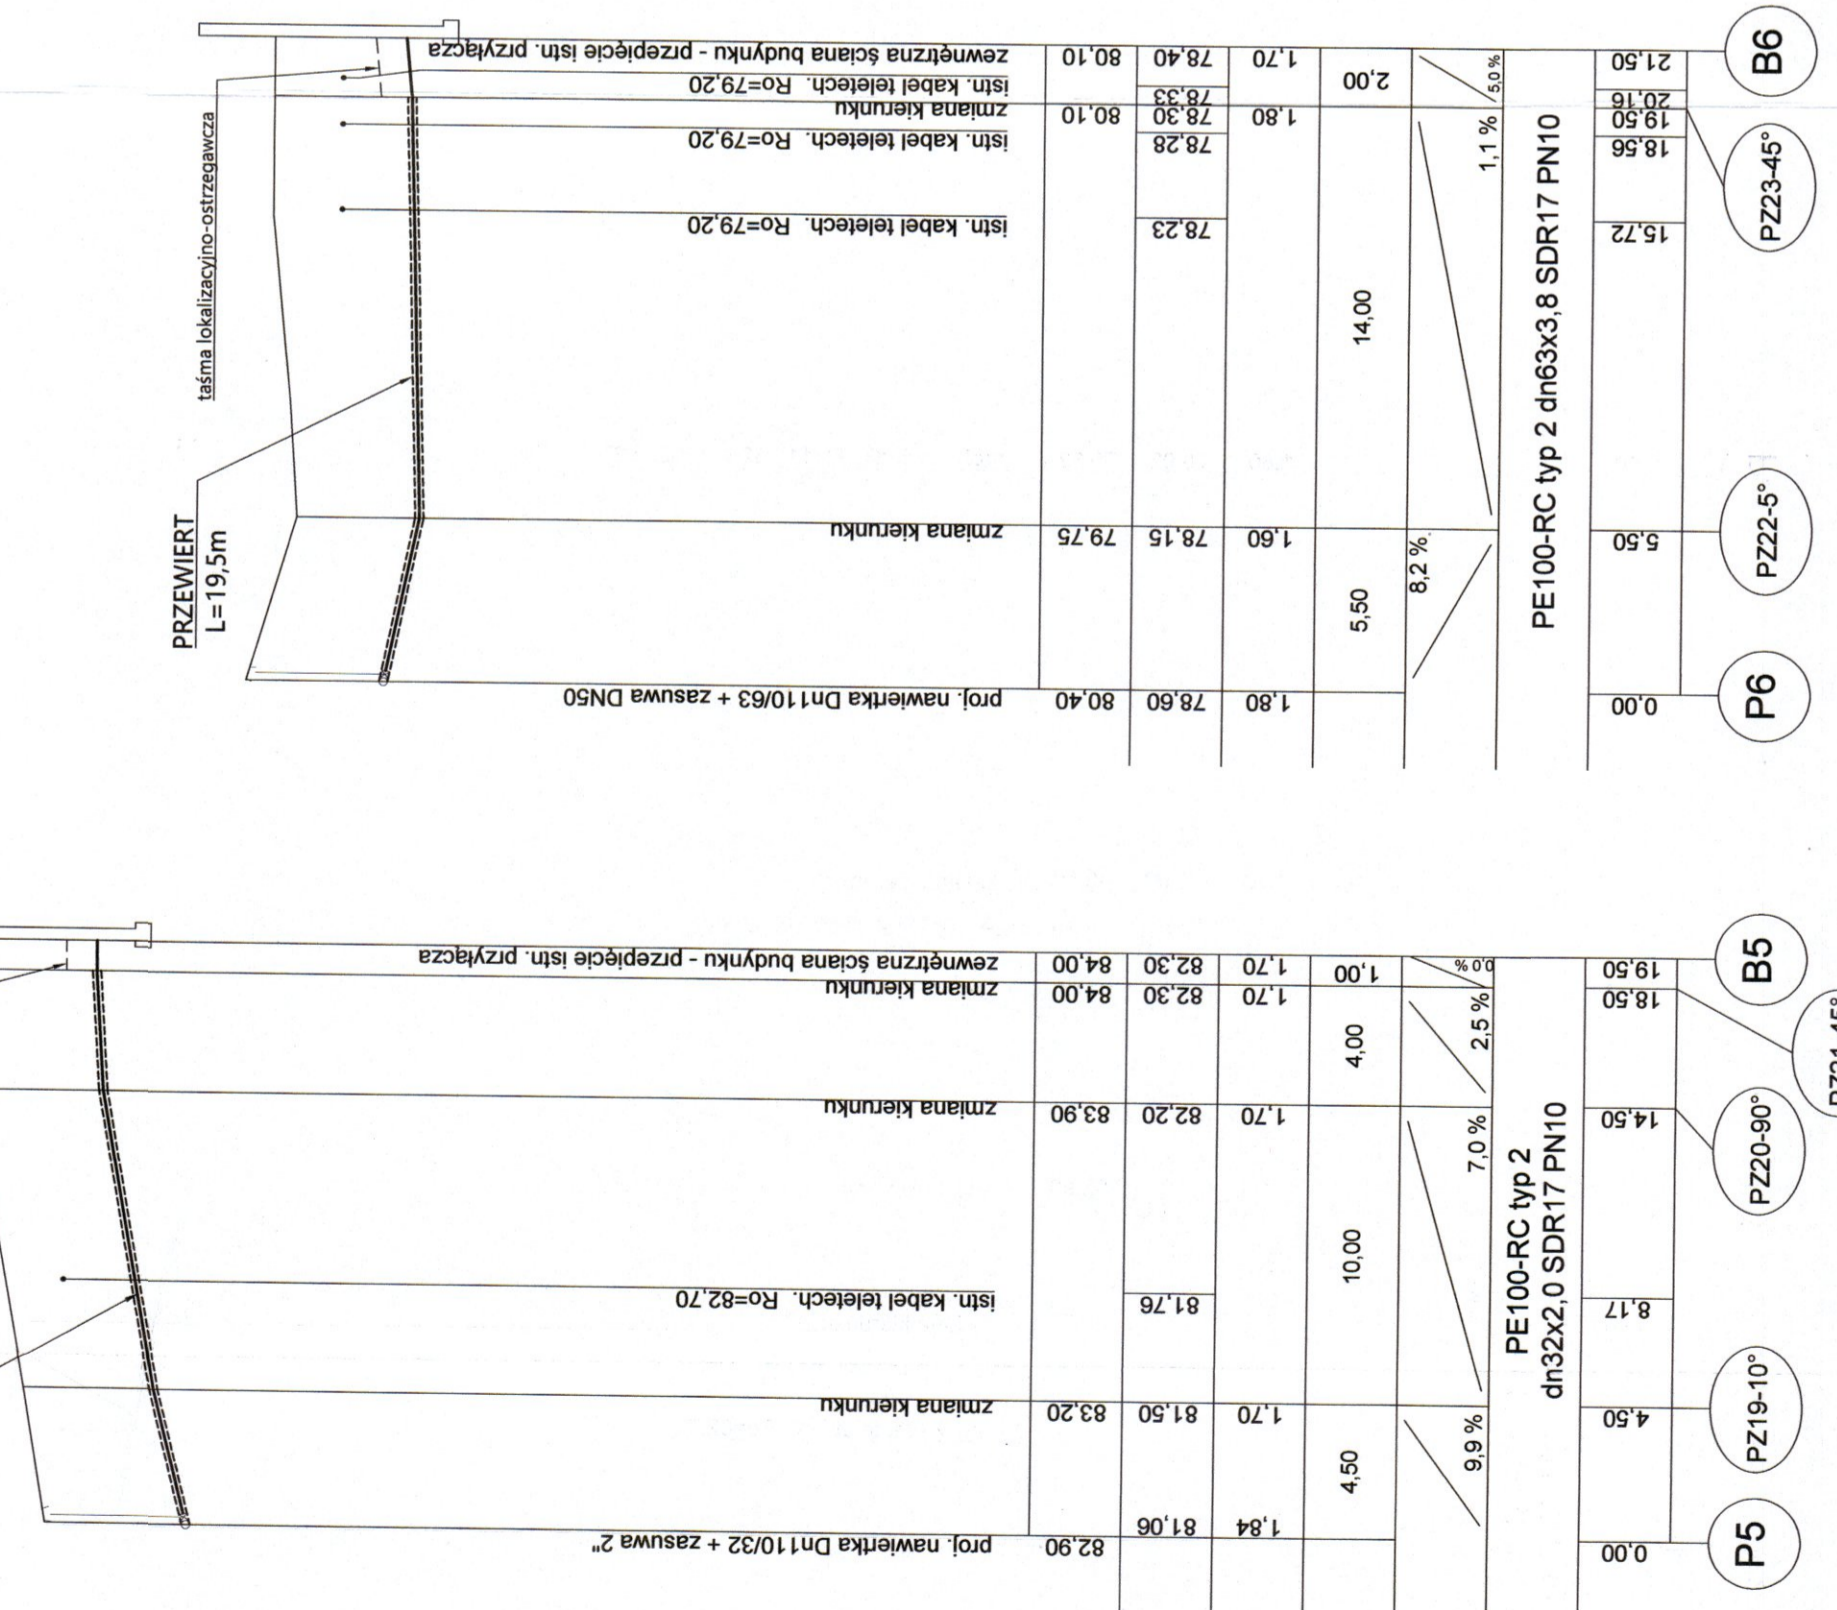 PRZEWIERT
L=19,5m
taśma lokalizacyjno-ostrzegawcza
proj. nawiertka Dn110/63 + zasuwa DN50
zmiana kierunku
istn. kabel teletech. Ro=79,20
istn. kabel teletech. Ro=79,20
zmiana kierunku
istn. kabel teletech. Ro=79,20
zewnętrzna ściana budynku - przepięcie istn. przyłącza
80,40
79,75
80,10
80,10
78,60
78,15
78,23
78,28
78,30
78,33
78,40
1,80
1,60
1,80
1,70
5,50
14,00
2,00
8,2 %
1,1 %
5,0 %
PE100-RC typ 2 dn63x3,8 SDR17 PN10
0,00
5,50
15,72
18,56
19,50
20,16
21,50
P6
PZ22-5°
PZ23-45°
B6
proj. nawiertka Dn110/32 + zasuwa 2"
zmiana kierunku
istn. kabel teletech. Ro=82,70
zmiana kierunku
zmiana kierunku
zewnętrzna ściana budynku - przepięcie istn. przyłącza
82,90
83,20
83,90
84,00
84,00
81,06
81,50
81,76
82,20
82,30
82,30
1,84
1,70
1,70
1,70
1,70
4,50
10,00
4,00
1,00
9,9 %
7,0 %
2,5 %
0,0 %
PE100-RC typ 2
dn32x2,0 SDR17 PN10
0,00
4,50
8,17
14,50
18,50
19,50
P5
PZ19-10°
PZ20-90°
B5